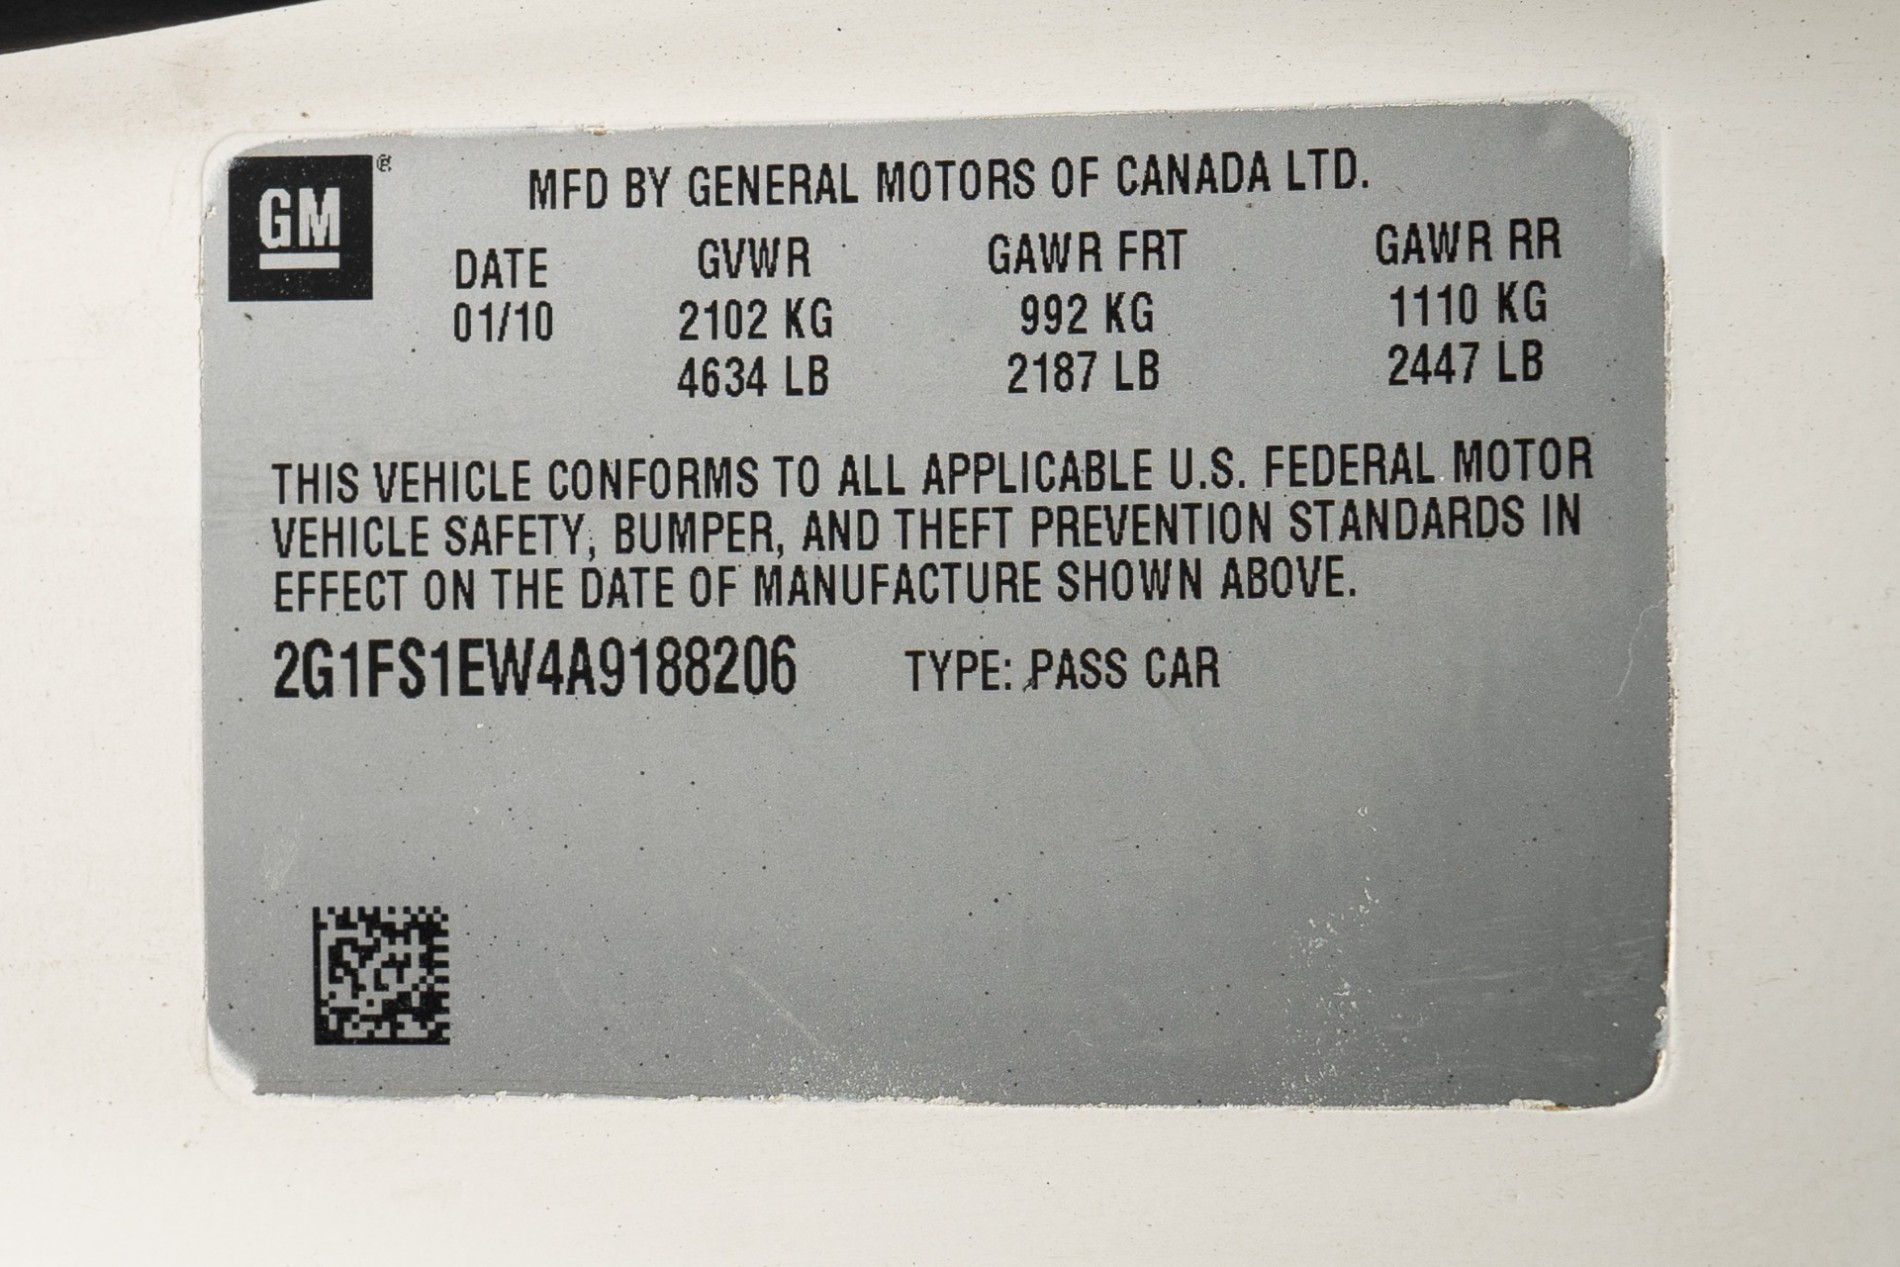 GM®
MFD BY GENERAL MOTORS OF CANADA LTD.
DATE GVWR GAWR FRT GAWR RR
01/10 2102 KG 992 KG 1110 KG
4634 LB 2187 LB 2447 LB
THIS VEHICLE CONFORMS TO ALL APPLICABLE U.S. FEDERAL MOTOR
VEHICLE SAFETY, BUMPER, AND THEFT PREVENTION STANDARDS IN
EFFECT ON THE DATE OF MANUFACTURE SHOWN ABOVE.
2G1FS1EW4A9188206 TYPE: PASS CAR